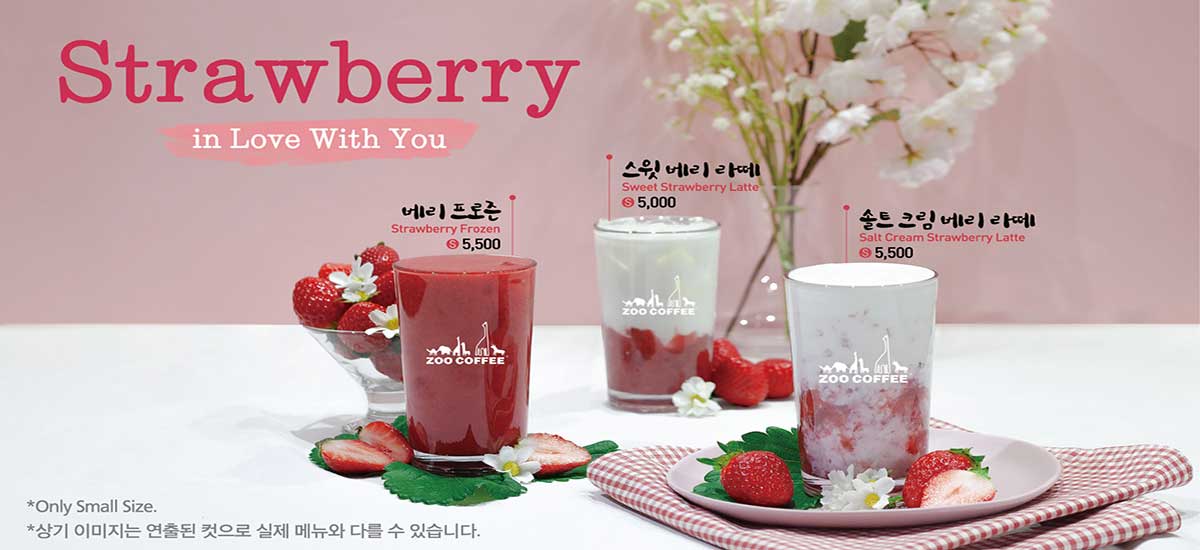 Strawberry
in Love With You
베리 프로즌
Strawberry Frozen
S 5,500
스윗 베리 라떼
Sweet Strawberry Latte
S 5,000
솔트 크림 베리 라떼
Salt Cream Strawberry Latte
S 5,500
ZOO COFFEE
ZOO COFFEE
ZOO COFFEE
*Only Small Size.
*상기 이미지는 연출된 컷으로 실제 메뉴와 다를 수 있습니다.